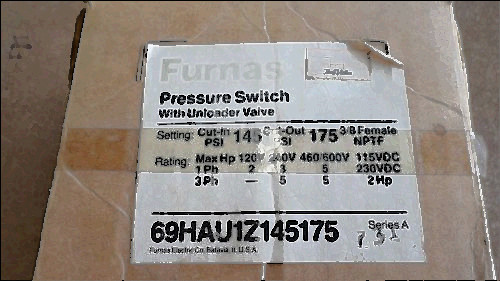 Furnas
Pressure Switch
With Unloader Valve
Setting: Cut-In 145 Cut-Out 175 3/8 Female
PSI PSI NPTF
Rating: Max Hp 120V 240V 460/600V 115VDC
1 Ph 2 3 5 230VDC
3 Ph — 5 5 2 Hp
69HAU1Z145175 Series A
Furnas Electric Co. Batavia, Il. U.S.A.